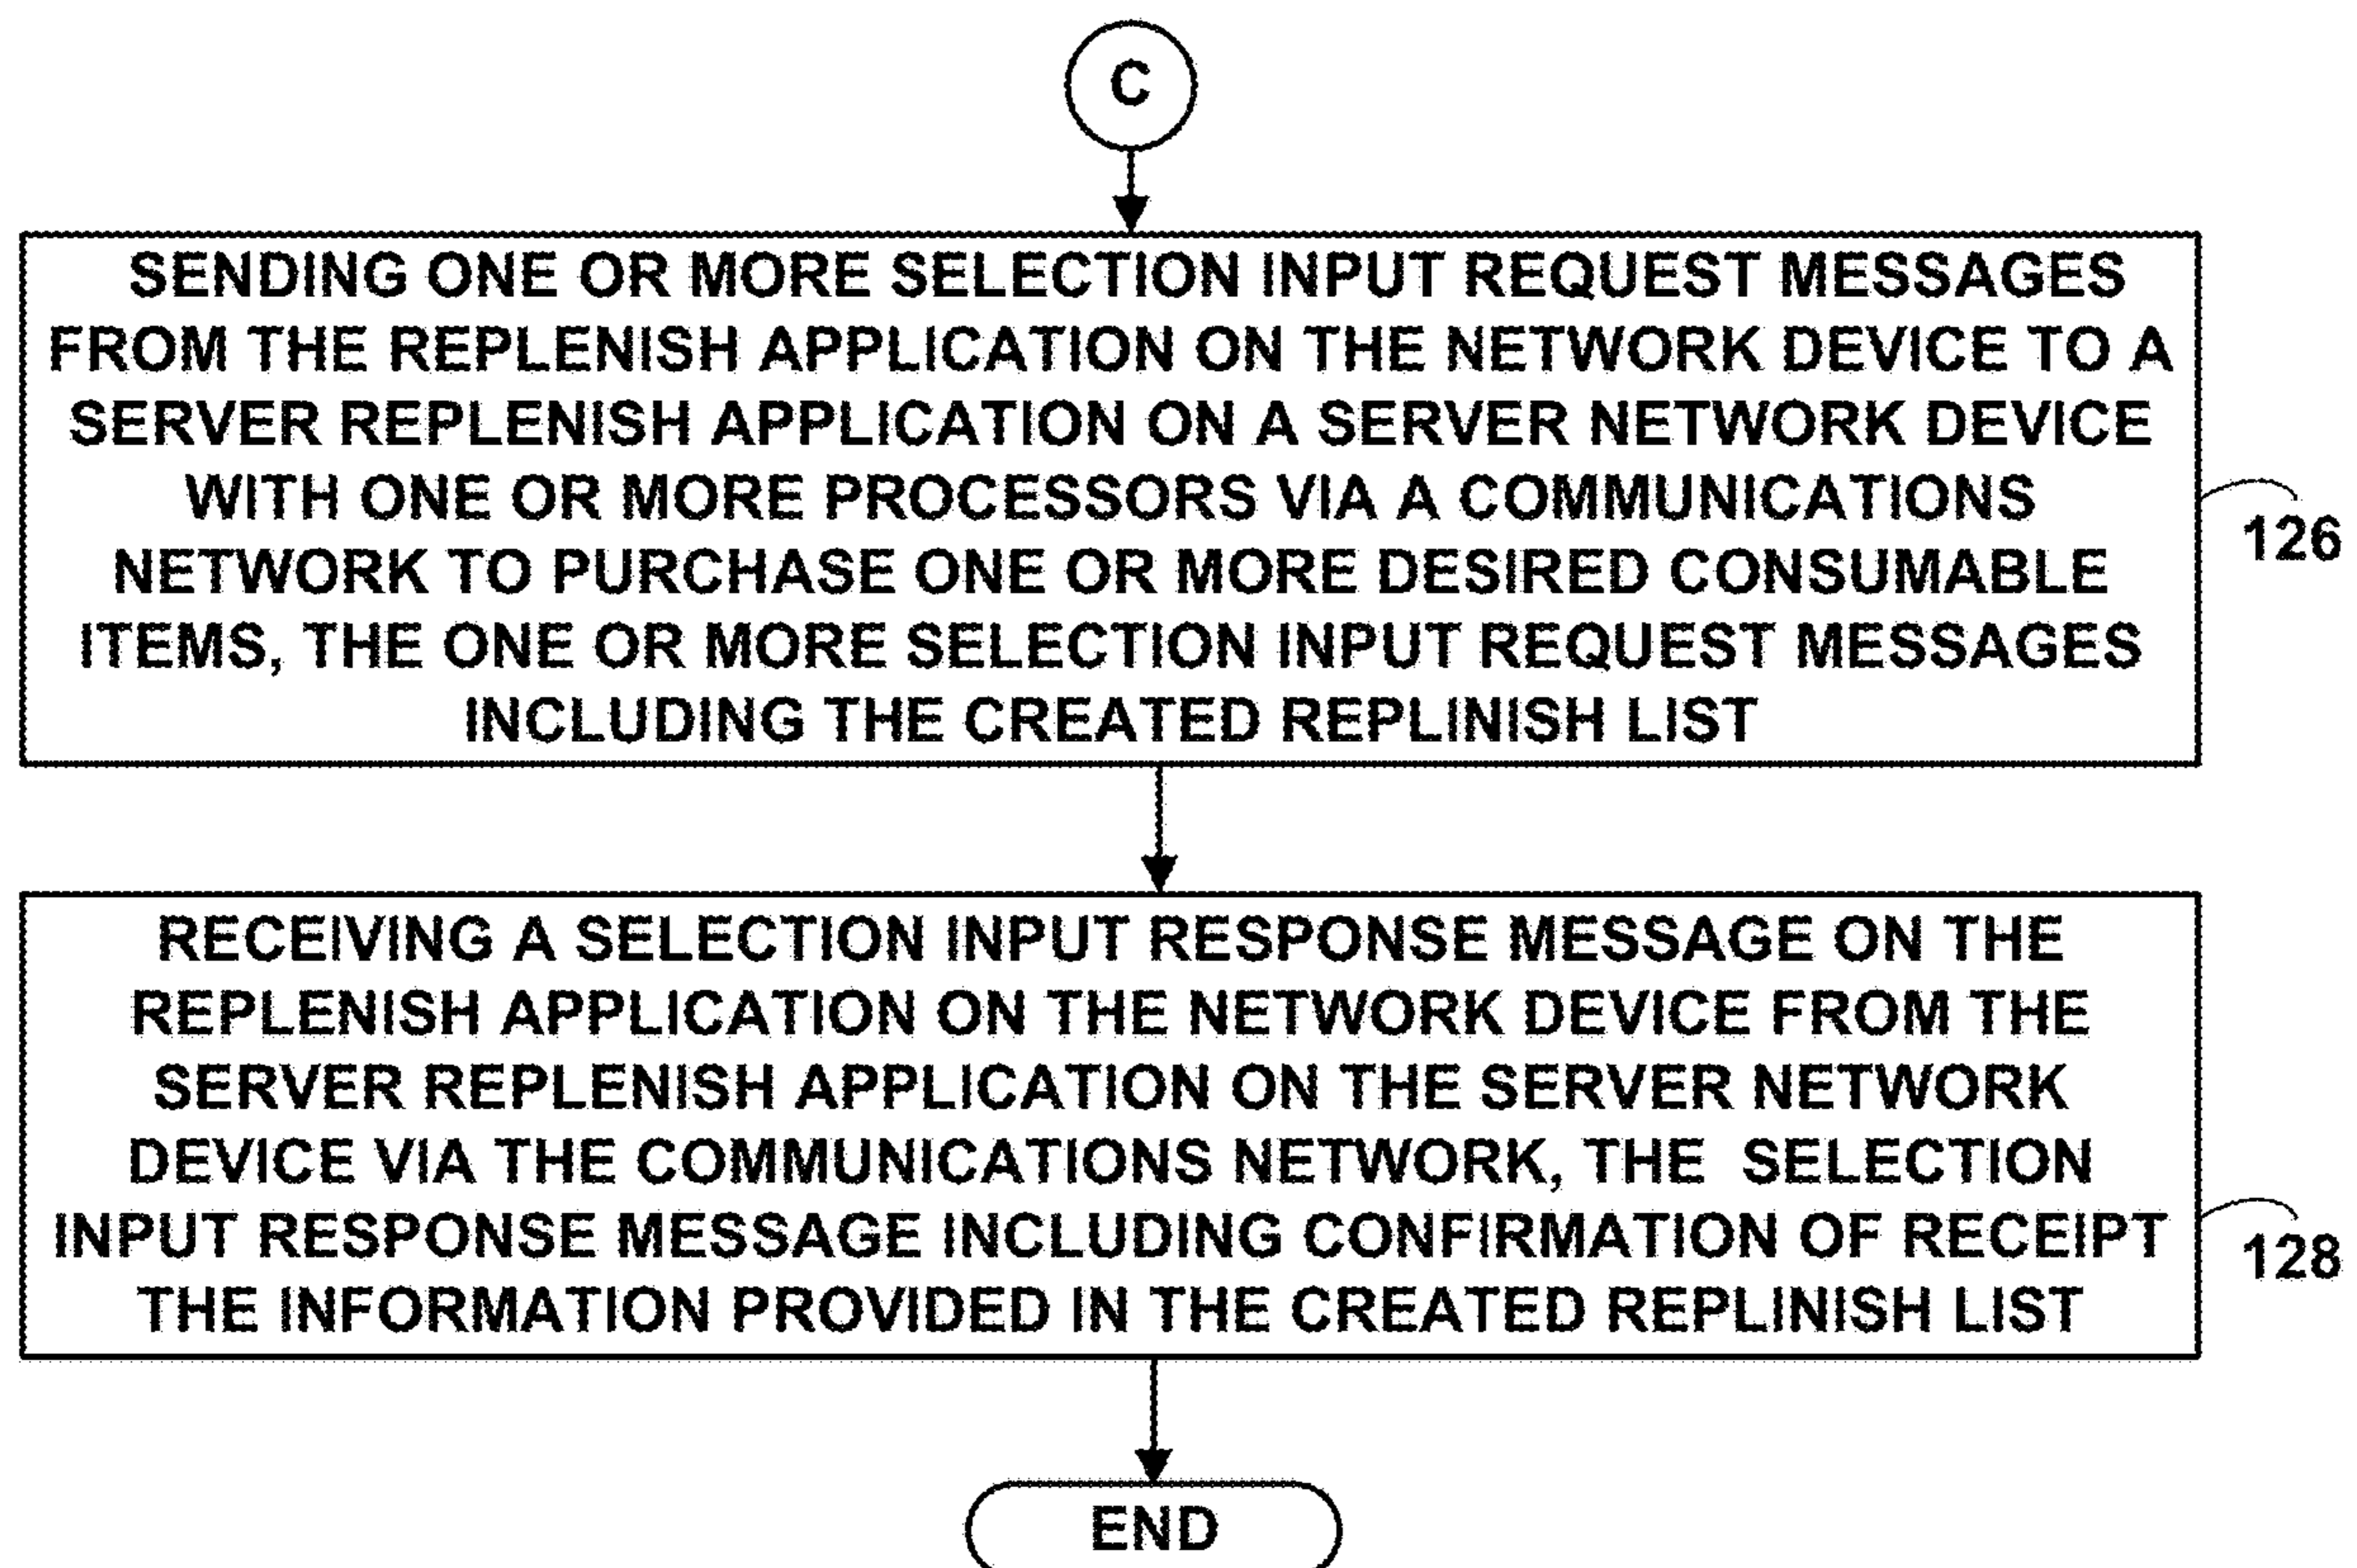 C
SENDING ONE OR MORE SELECTION INPUT REQUEST MESSAGES
FROM THE REPLENISH APPLICATION ON THE NETWORK DEVICE TO A
SERVER REPLENISH APPLICATION ON A SERVER NETWORK DEVICE
WITH ONE OR MORE PROCESSORS VIA A COMMUNICATIONS
NETWORK TO PURCHASE ONE OR MORE DESIRED CONSUMABLE
ITEMS, THE ONE OR MORE SELECTION INPUT REQUEST MESSAGES
INCLUDING THE CREATED REPLINISH LIST
126
RECEIVING A SELECTION INPUT RESPONSE MESSAGE ON THE
REPLENISH APPLICATION ON THE NETWORK DEVICE FROM THE
SERVER REPLENISH APPLICATION ON THE SERVER NETWORK
DEVICE VIA THE COMMUNICATIONS NETWORK, THE SELECTION
INPUT RESPONSE MESSAGE INCLUDING CONFIRMATION OF RECEIPT
THE INFORMATION PROVIDED IN THE CREATED REPLINISH LIST
128
END